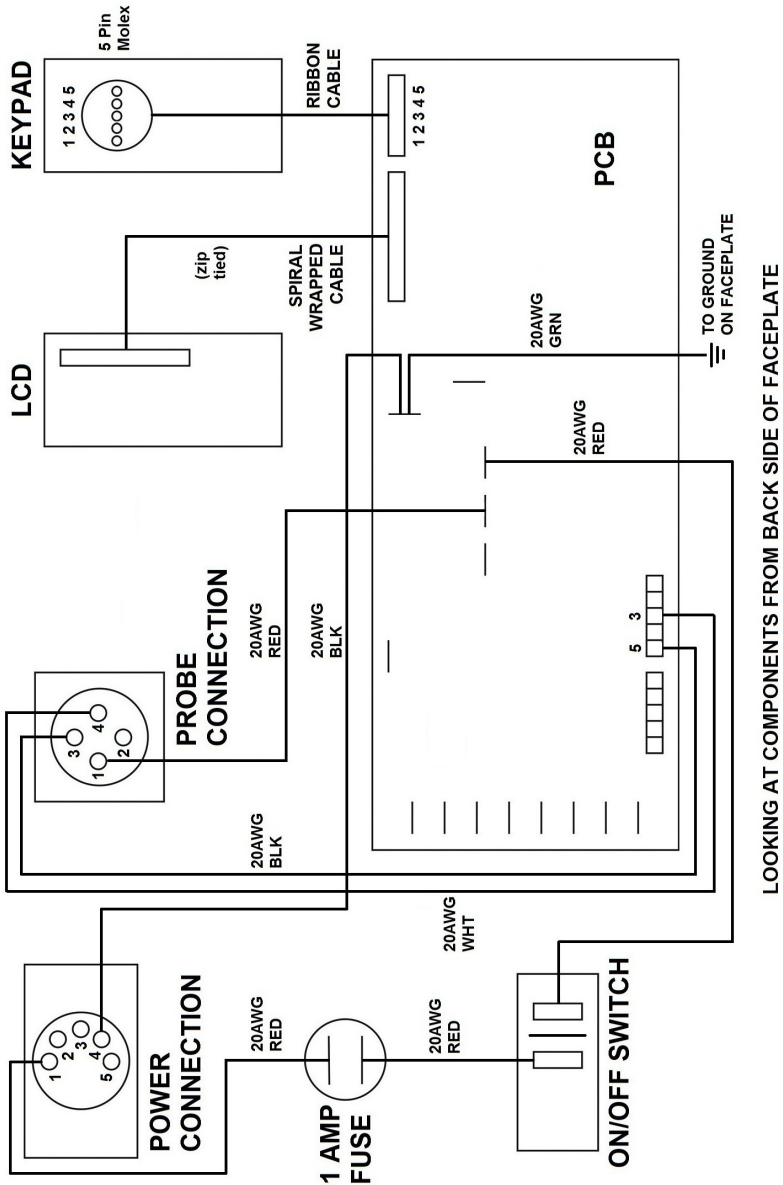 KEYPAD
5 Pin
Molex
1 2 3 4 5
RIBBON
CABLE
1 2 3 4 5
LCD
(zip
tied)
SPIRAL
WRAPPED
CABLE
PCB
20AWG
GRN
TO GROUND
ON FACEPLATE
20AWG
RED
PROBE
CONNECTION
1
2
3
4
20AWG
RED
20AWG
BLK
20AWG
BLK
5
3
20AWG
WHT
POWER
CONNECTION
1
2
3
4
5
20AWG
RED
1 AMP
FUSE
20AWG
RED
ON/OFF SWITCH
LOOKING AT COMPONENTS FROM BACK SIDE OF FACEPLATE